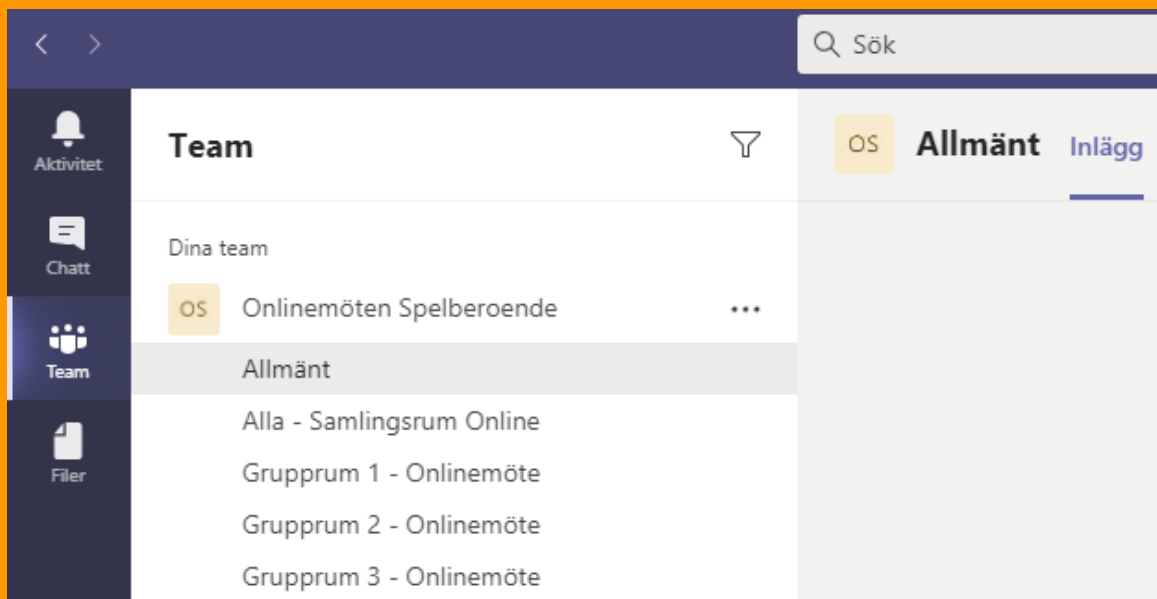 Sök
Aktivitet
Chatt
Team
Filer
Team
Dina team
OS Onlinemöten Spelberoende
Allmänt
Alla - Samlingsrum Online
Grupprum 1 - Onlinemöte
Grupprum 2 - Onlinemöte
Grupprum 3 - Onlinemöte
OS Allmänt Inlägg